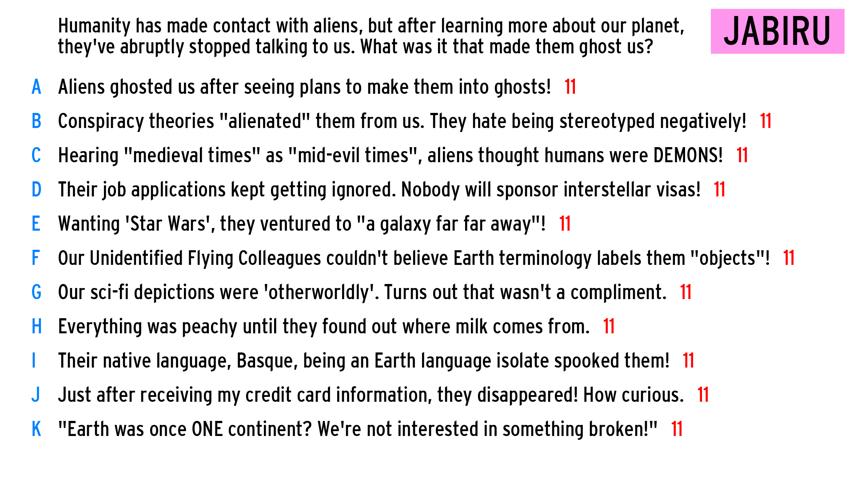 Humanity has made contact with aliens, but after learning more about our planet,
they've abruptly stopped talking to us. What was it that made them ghost us?
JABIRU
A Aliens ghosted us after seeing plans to make them into ghosts! 11
B Conspiracy theories "alienated" them from us. They hate being stereotyped negatively! 11
C Hearing "medieval times" as "mid-evil times", aliens thought humans were DEMONS! 11
D Their job applications kept getting ignored. Nobody will sponsor interstellar visas! 11
E Wanting 'Star Wars', they ventured to "a galaxy far far away"! 11
F Our Unidentified Flying Colleagues couldn't believe Earth terminology labels them "objects"! 11
G Our sci-fi depictions were 'otherworldly'. Turns out that wasn't a compliment. 11
H Everything was peachy until they found out where milk comes from. 11
I Their native language, Basque, being an Earth language isolate spooked them! 11
J Just after receiving my credit card information, they disappeared! How curious. 11
K "Earth was once ONE continent? We're not interested in something broken!" 11